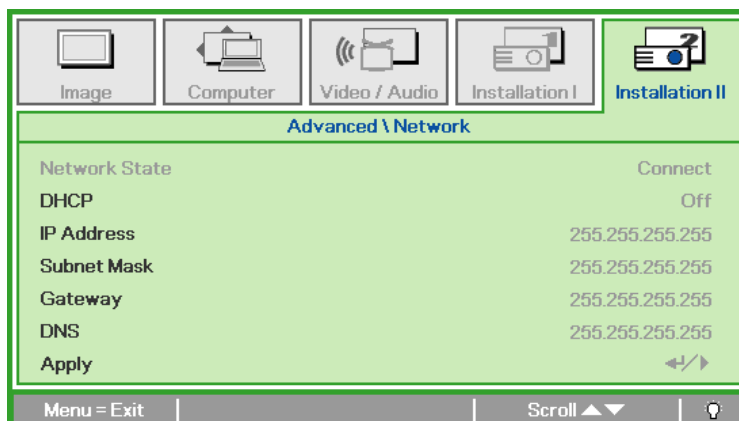 Image Computer Video / Audio Installation I Installation II
Advanced \ Network
Network State Connect
DHCP Off
IP Address 255.255.255.255
Subnet Mask 255.255.255.255
Gateway 255.255.255.255
DNS 255.255.255.255
Apply
Menu = Exit Scroll ▲▼